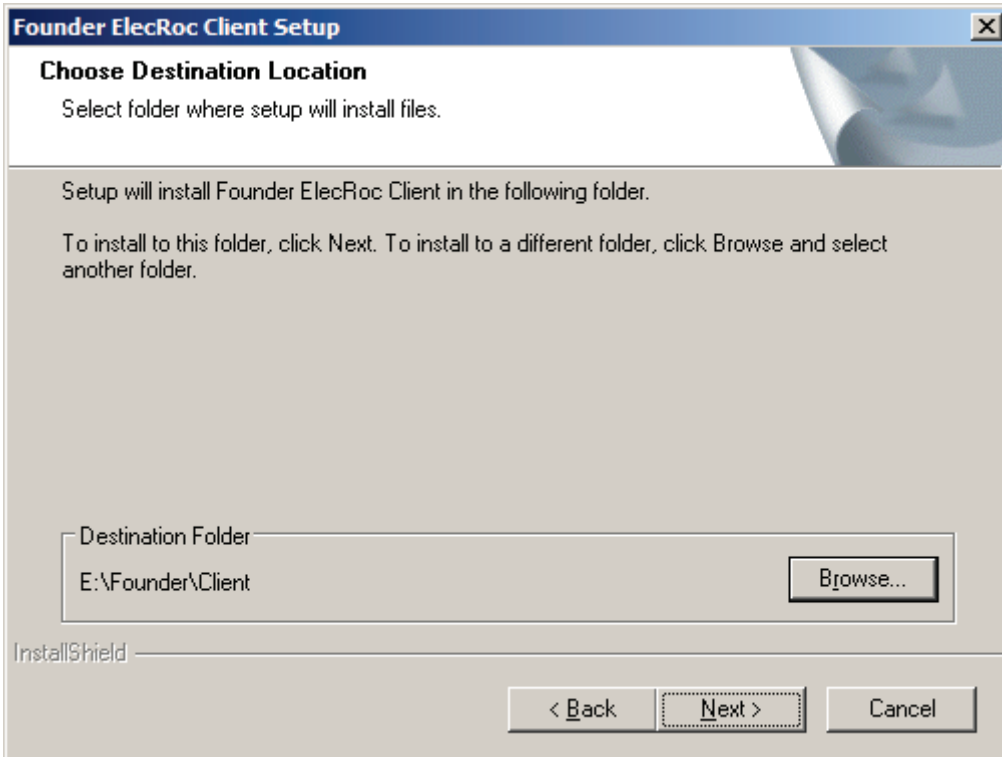 Founder ElecRoc Client Setup
Choose Destination Location
Select folder where setup will install files.
Setup will install Founder ElecRoc Client in the following folder.
To install to this folder, click Next. To install to a different folder, click Browse and select
another folder.
Destination Folder
E:\Founder\Client
Browse...
InstallShield
< Back
Next >
Cancel